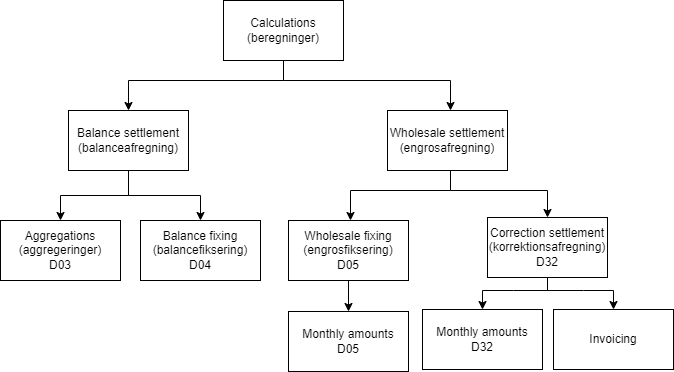 Calculations
(beregninger)
Balance settlement
(balanceafregning)
Wholesale settlement
(engrosafregning)
Aggregations
(aggregeringer)
D03
Balance fixing
(balancefiksering)
D04
Wholesale fixing
(engrosfiksering)
D05
Correction settlement
(korrektionsafregning)
D32
Monthly amounts
D05
Monthly amounts
D32
Invoicing